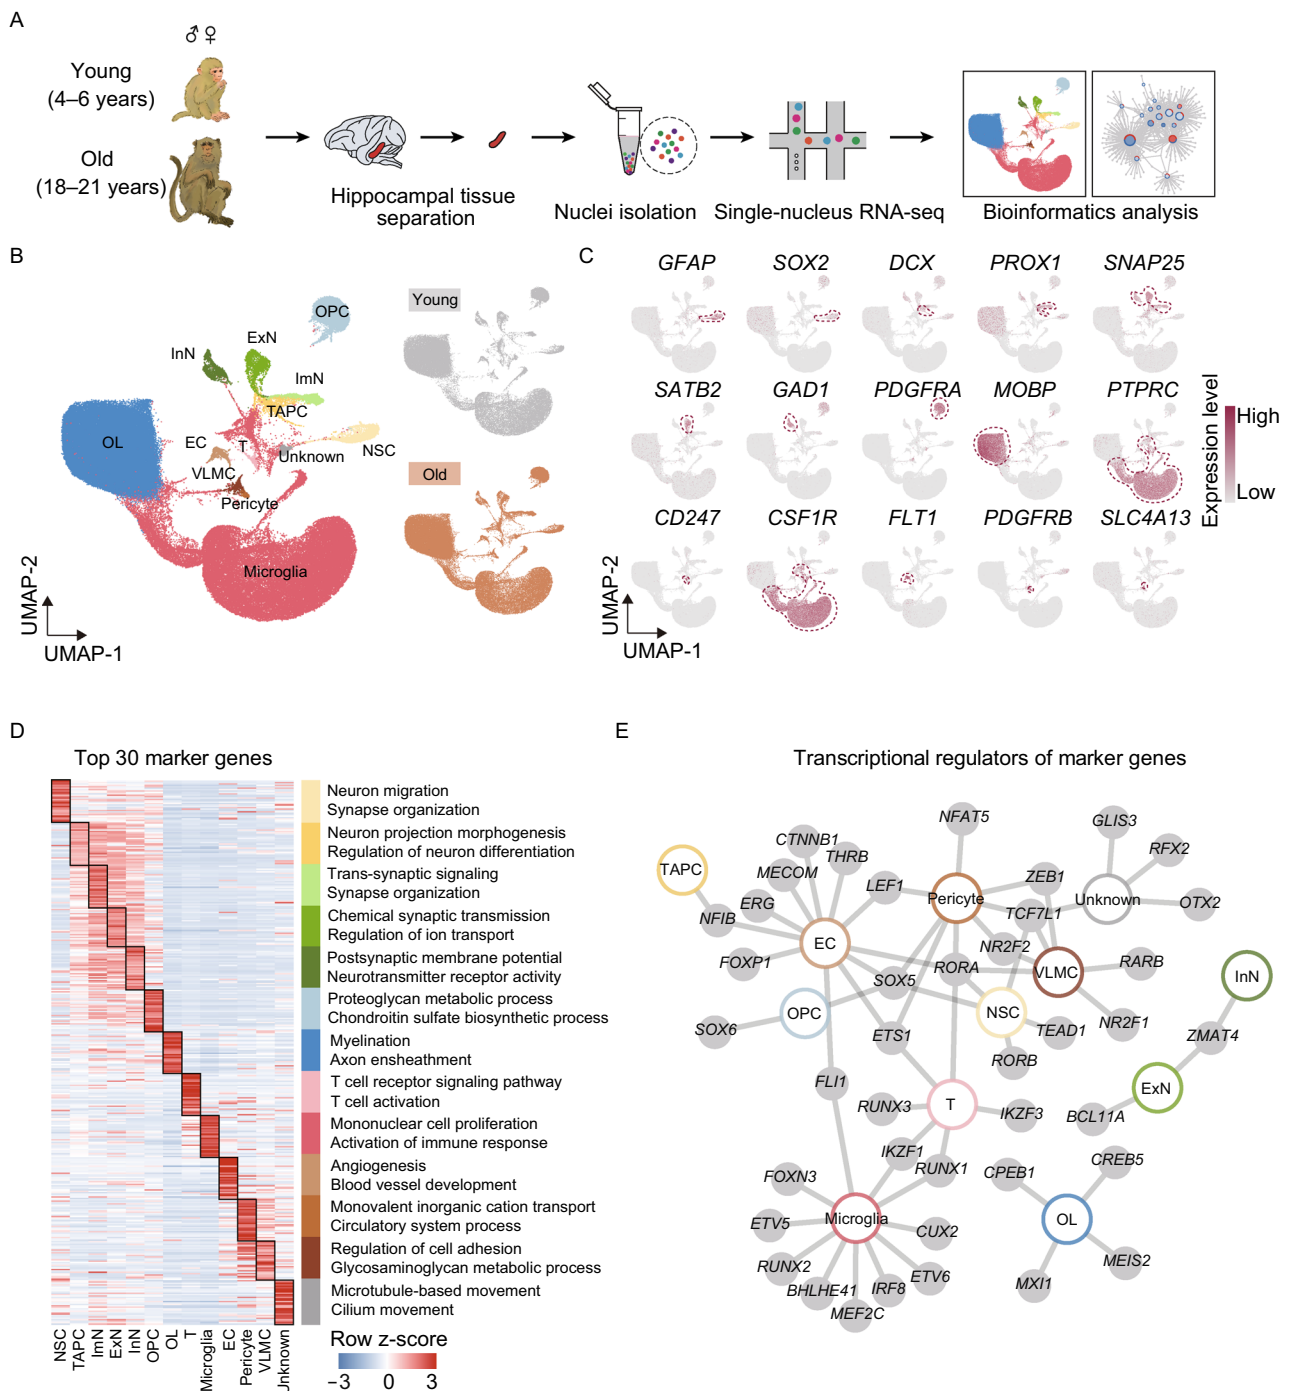 A
♂♀
Young
(4–6 years)
Old
(18–21 years)
Hippocampal tissue
separation
Nuclei isolation
Single-nucleus RNA-seq
Bioinformatics analysis
B
OPC
ExN
InN
ImN
TAPC
OL
EC
T
Unknown
NSC
VLMC
Pericyte
Microglia
Young
Old
UMAP-2
UMAP-1
C
GFAP
SOX2
DCX
PROX1
SNAP25
SATB2
GAD1
PDGFRA
MOBP
PTPRC
CD247
CSF1R
FLT1
PDGFRB
SLC4A13
UMAP-2
UMAP-1
Expression level
High
Low
D
Top 30 marker genes
Neuron migration
Synapse organization
Neuron projection morphogenesis
Regulation of neuron differentiation
Trans-synaptic signaling
Synapse organization
Chemical synaptic transmission
Regulation of ion transport
Postsynaptic membrane potential
Neurotransmitter receptor activity
Proteoglycan metabolic process
Chondroitin sulfate biosynthetic process
Myelination
Axon ensheathment
T cell receptor signaling pathway
T cell activation
Mononuclear cell proliferation
Activation of immune response
Angiogenesis
Blood vessel development
Monovalent inorganic cation transport
Circulatory system process
Regulation of cell adhesion
Glycosaminoglycan metabolic process
Microtubule-based movement
Cilium movement
NSC
TAPC
ImN
ExN
InN
OPC
OL
T
Microglia
EC
Pericyte
VLMC
Unknown
Row z-score
−3 0 3
E
Transcriptional regulators of marker genes
NFAT5
GLIS3
CTNNB1
THRB
RFX2
TAPC
MECOM
LEF1
ZEB1
ERG
Pericyte
Unknown
OTX2
NFIB
TCF7L1
EC
NR2F2
FOXP1
SOX5
RORA
VLMC
RARB
InN
OPC
NSC
SOX6
ETS1
TEAD1
NR2F1
ZMAT4
RORB
FLI1
ExN
RUNX3
T
IKZF3
BCL11A
IKZF1
RUNX1
CPEB1
CREB5
FOXN3
Microglia
OL
ETV5
CUX2
RUNX2
MEIS2
BHLHE41
IRF8
ETV6
MXI1
MEF2C